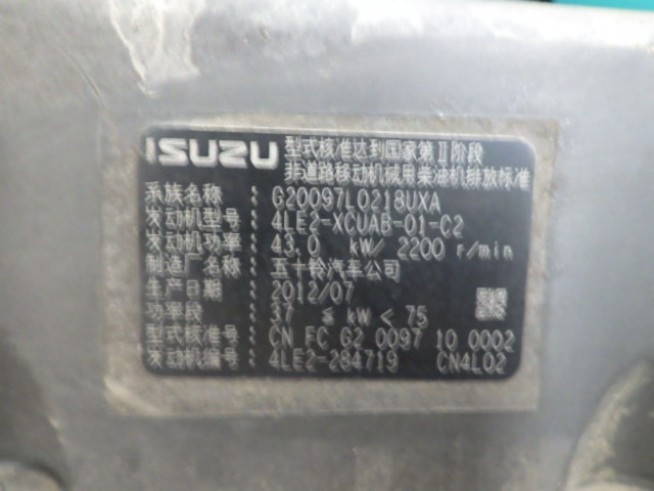 ISUZU 型式核准达到国家第Ⅱ阶段
非道路移动机械用柴油机排放标准
系族名称 : G20097L0218UXA
发动机型号 : 4LE2-XCUAB-01-C2
发动机功率 : 43.0 kW/ 2200 r/min
制造厂名称 : 五十铃汽车公司
生产日期 : 2012/07
功率段 : 37 ≤ kW < 75
型式核准号 : CN FC G2 0097 10 0002
发动机编号 : 4LE2-284719 CN4L02